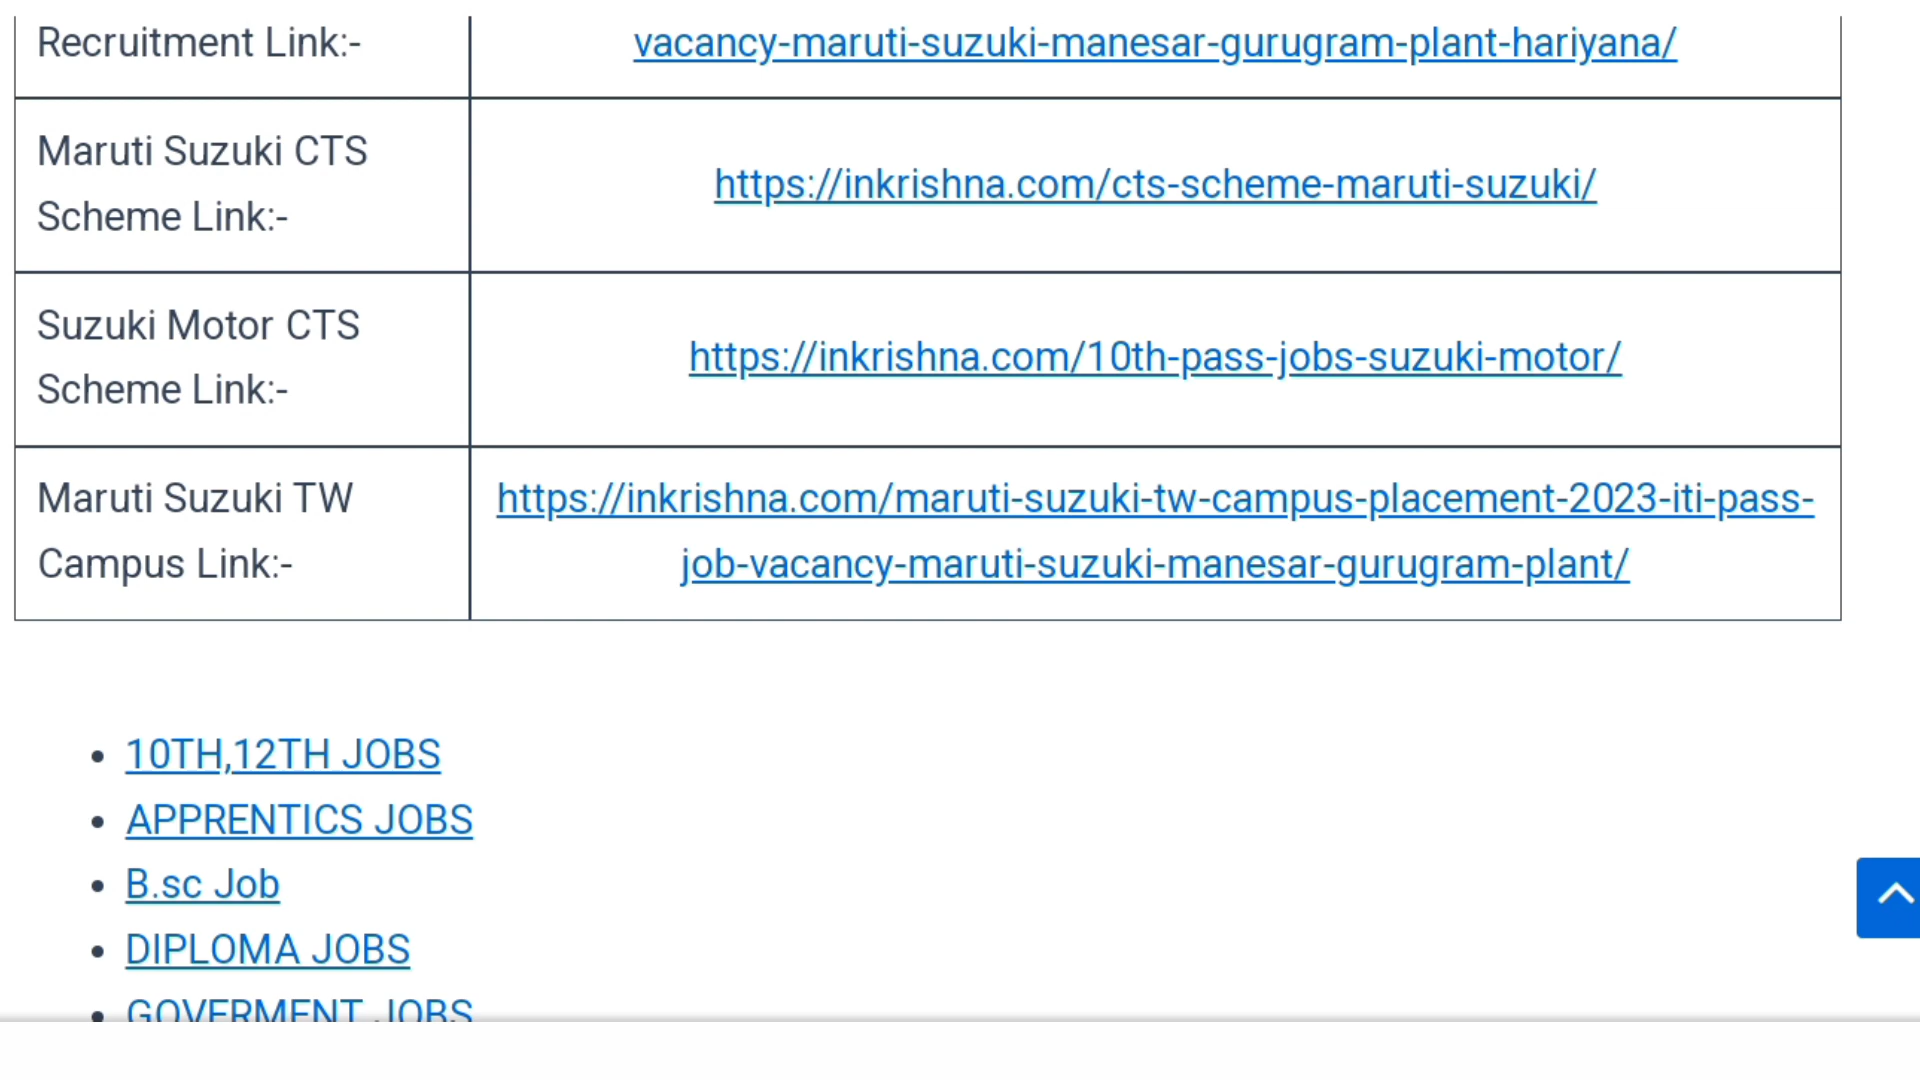 Recruitment Link:-
vacancy-maruti-suzuki-manesar-gurugram-plant-hariyana/
Maruti Suzuki CTS
Scheme Link:-
https://inkrishna.com/cts-scheme-maruti-suzuki/
Suzuki Motor CTS
Scheme Link:-
https://inkrishna.com/10th-pass-jobs-suzuki-motor/
Maruti Suzuki TW
Campus Link:-
https://inkrishna.com/maruti-suzuki-tw-campus-placement-2023-iti-pass-
job-vacancy-maruti-suzuki-manesar-gurugram-plant/
10TH,12TH JOBS
APPRENTICS JOBS
B.sc Job
DIPLOMA JOBS
GOVERMENT JOBS